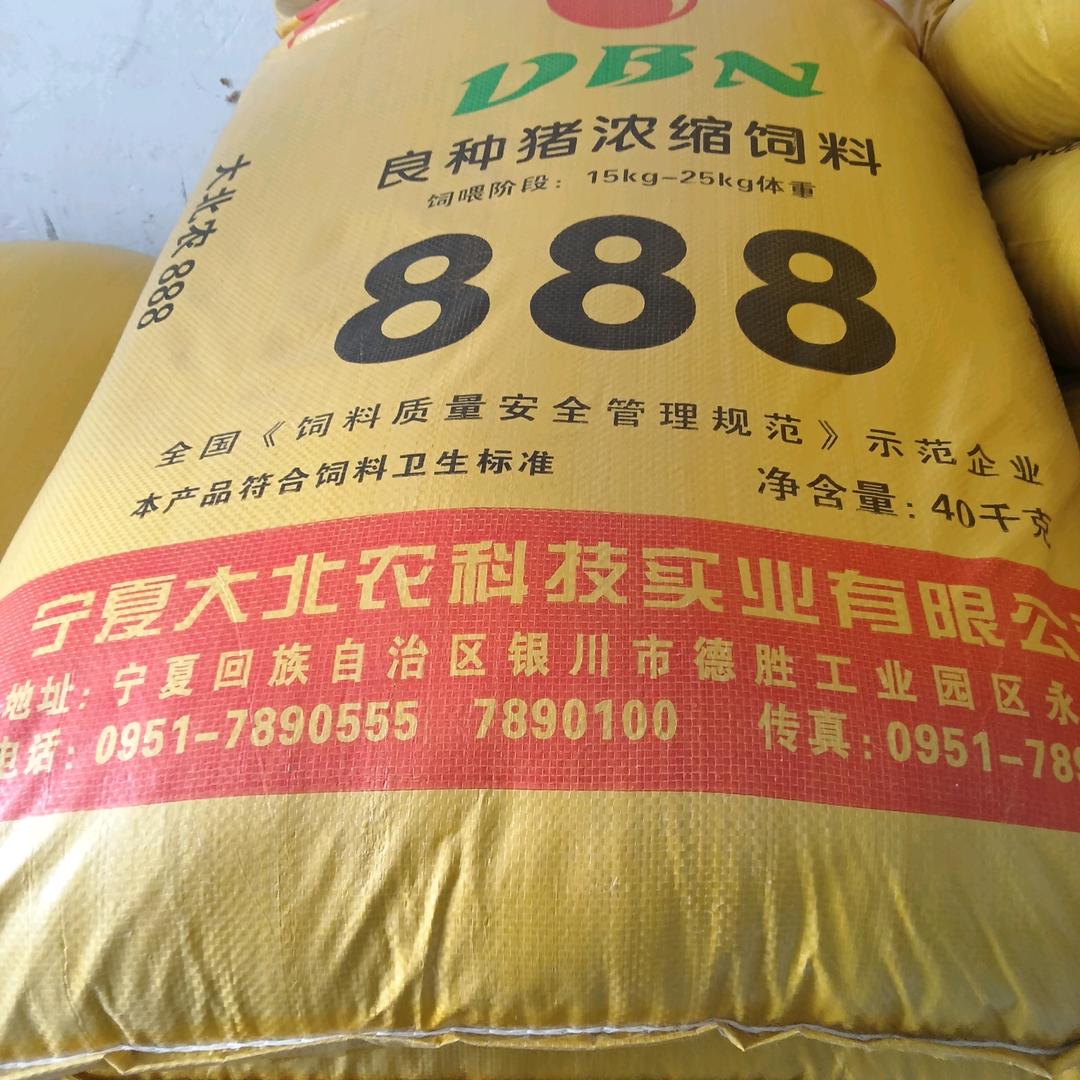 DBN
良种猪浓缩饲料
饲喂阶段：15kg-25kg体重
888
大北农 888
全国《饲料质量安全管理规范》示范企业
本产品符合饲料卫生标准
净含量：40千克
宁夏大北农科技实业有限公
地址：宁夏回族自治区银川市德胜工业园区永
电话：0951-7890555 7890100 传真：0951-789